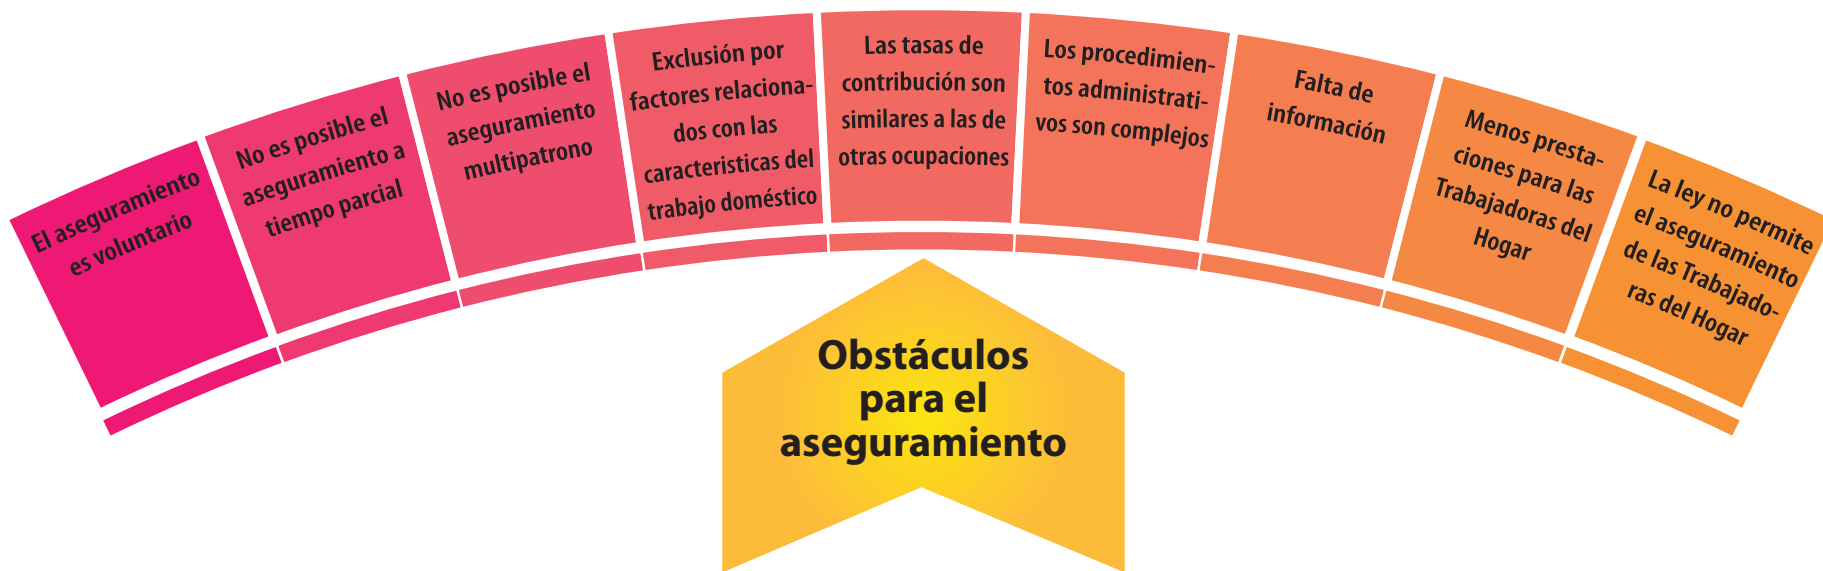 El aseguramiento
es voluntario
No es posible el
aseguramiento a
tiempo parcial
No es posible el
aseguramiento
multipatrono
Exclusión por
factores relaciona-
dos con las
caracteristicas del
trabajo doméstico
Las tasas de
contribución son
similares a las de
otras ocupaciones
Los procedimien-
tos administrati-
vos son complejos
Falta de
información
Menos presta-
ciones para las
Trabajadoras del
Hogar
La ley no permite
el aseguramiento
de las Trabajado-
ras del Hogar
Obstáculos
para el
aseguramiento